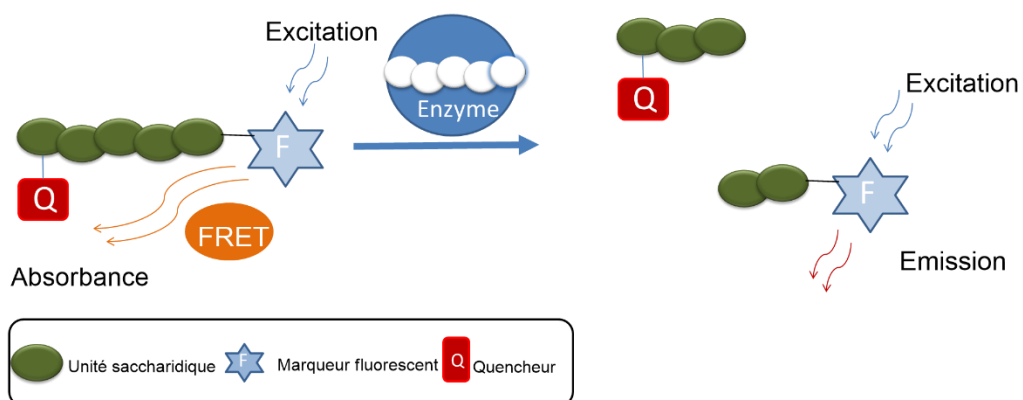 Excitation
Enzyme
F
Q
FRET
Absorbance
Q
Excitation
F
Emission
Unité saccharidique F Marqueur fluorescent Q Quencheur